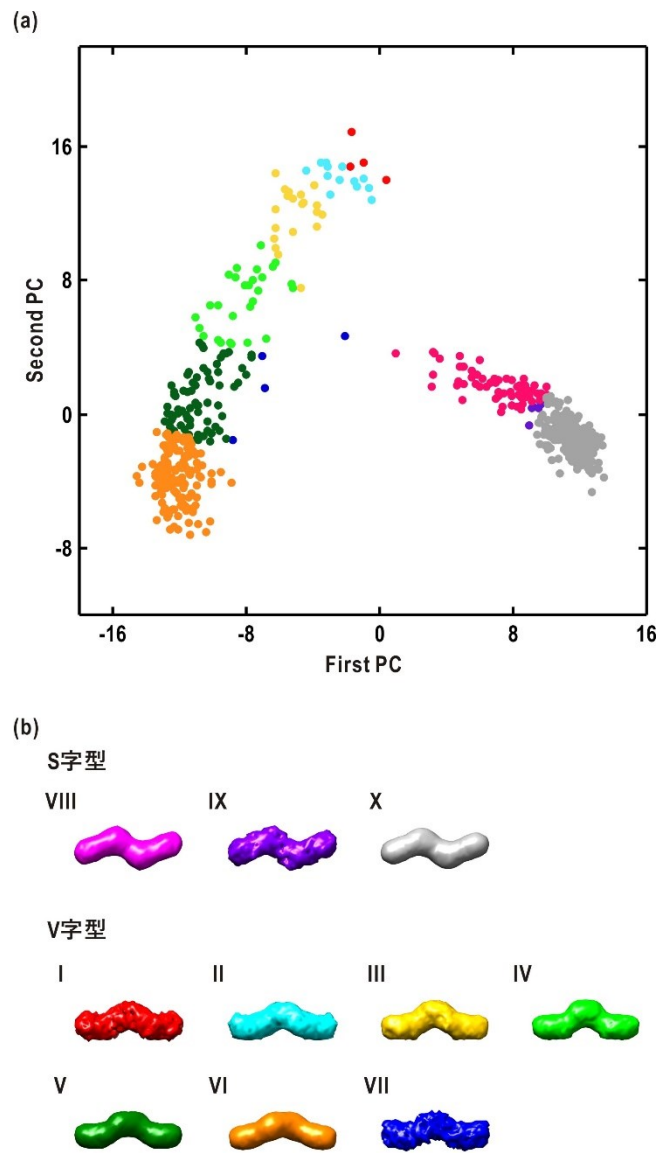 (a)
16
8
0
-8
Second PC
-16
-8
0
8
16
First PC
(b)
S字型
VIII
IX
X
V字型
I
II
III
IV
V
VI
VII